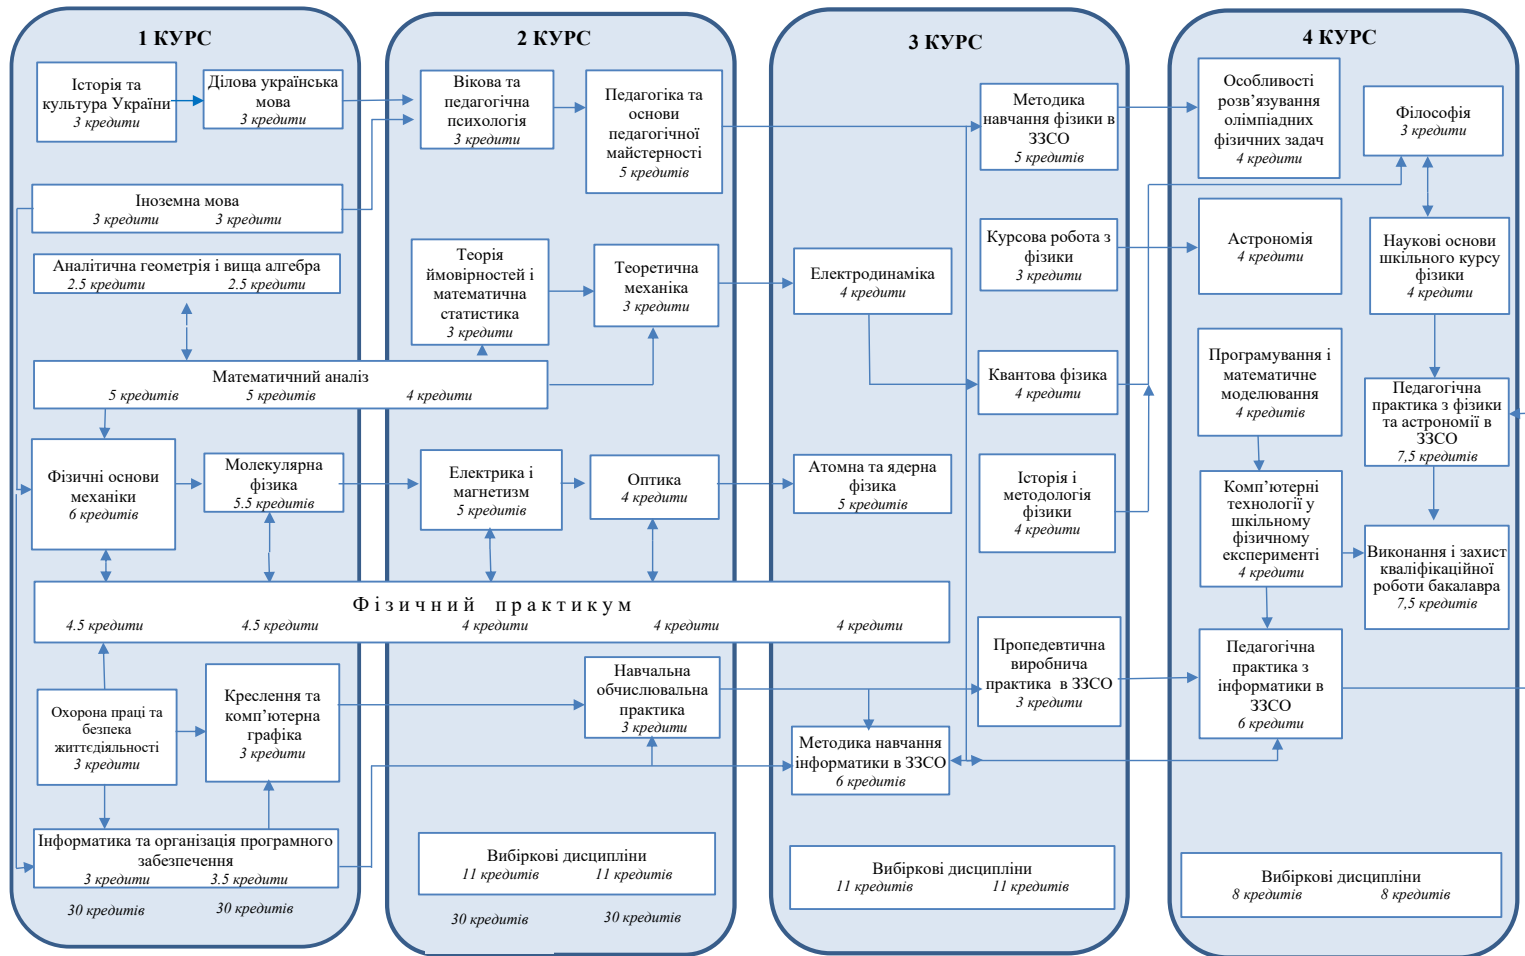 1 КУРС
Історія та
культура України
3 кредити
Ділова українська
мова
3 кредити
Іноземна мова
3 кредити 3 кредити
Аналітична геометрія і вища алгебра
2.5 кредити 2.5 кредити
Математичний аналіз
5 кредитів 5 кредитів 4 кредити
Фізичні основи
механіки
6 кредитів
Молекулярна
фізика
5.5 кредитів
Фізичний практикум
4.5 кредити 4.5 кредити 4 кредити 4 кредити 4 кредити
Охорона праці та
безпека
життєдіяльності
3 кредити
Креслення та
комп’ютерна
графіка
3 кредити
Інформатика та організація програмного
забезпечення
3 кредити 3.5 кредити
30 кредитів 30 кредитів
2 КУРС
Вікова та
педагогічна
психологія
3 кредити
Педагогіка та
основи
педагогічної
майстерності
5 кредитів
Теорія
ймовірностей і
математична
статистика
3 кредити
Теоретична
механіка
3 кредити
Електрика і
магнетизм
5 кредитів
Оптика
4 кредити
Навчальна
обчислювальна
практика
3 кредити
Вибіркові дисципліни
11 кредитів 11 кредитів
30 кредитів 30 кредитів
3 КУРС
Методика
навчання фізики в
ЗЗСО
5 кредитів
Курсова робота з
фізики
3 кредити
Електродинаміка
4 кредити
Квантова фізика
4 кредити
Атомна та ядерна
фізика
5 кредитів
Історія і
методологія
фізики
4 кредити
Пропедевтична
виробнича
практика в ЗЗСО
3 кредити
Методика навчання
інформатики в ЗЗСО
6 кредитів
Вибіркові дисципліни
11 кредитів 11 кредитів
4 КУРС
Особливості
розв’язування
олімпіадних
фізичних задач
4 кредити
Філософія
3 кредити
Астрономія
4 кредити
Наукові основи
шкільного курсу
фізики
4 кредити
Програмування і
математичне
моделювання
4 кредитів
Педагогічна
практика з фізики
та астрономії в
ЗЗСО
7,5 кредитів
Комп’ютерні
технології у
шкільному
фізичному
експерименті
4 кредити
Виконання і захист
кваліфікаційної
роботи бакалавра
7,5 кредитів
Педагогічна
практика з
інформатики в
ЗЗСО
6 кредити
Вибіркові дисципліни
8 кредитів 8 кредитів